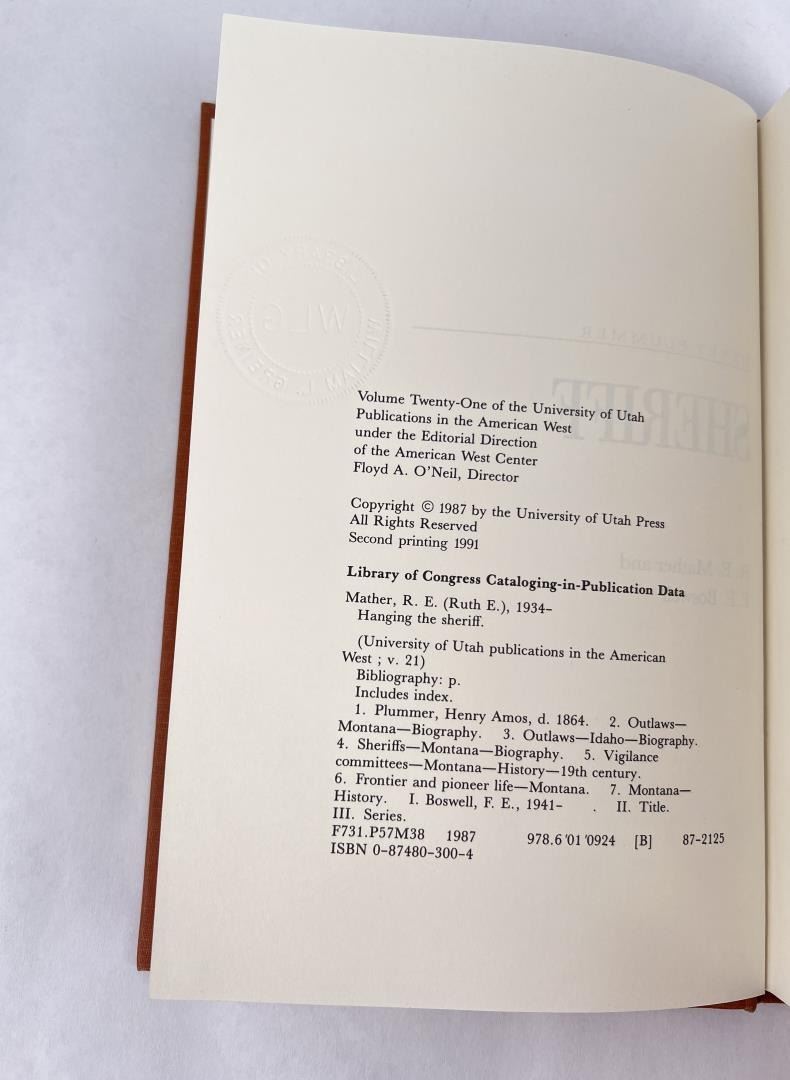 Volume Twenty-One of the University of Utah
Publications in the American West
under the Editorial Direction
of the American West Center
Floyd A. O'Neil, Director
Copyright © 1987 by the University of Utah Press
All Rights Reserved
Second printing 1991
Library of Congress Cataloging-in-Publication Data
Mather, R. E. (Ruth E.), 1934–
Hanging the sheriff.
(University of Utah publications in the American
West ; v. 21)
Bibliography: p.
Includes index.
1. Plummer, Henry Amos, d. 1864. 2. Outlaws—
Montana—Biography. 3. Outlaws—Idaho—Biography.
4. Sheriffs—Montana—Biography. 5. Vigilance
committees—Montana—History—19th century.
6. Frontier and pioneer life—Montana. 7. Montana—
History. I. Boswell, F. E., 1941– . II. Title.
III. Series.
F731.P57M38 1987 978.6′01′0924 [B] 87-2125
ISBN 0-87480-300-4
LIBRARY OF
WLG
SHERIFF